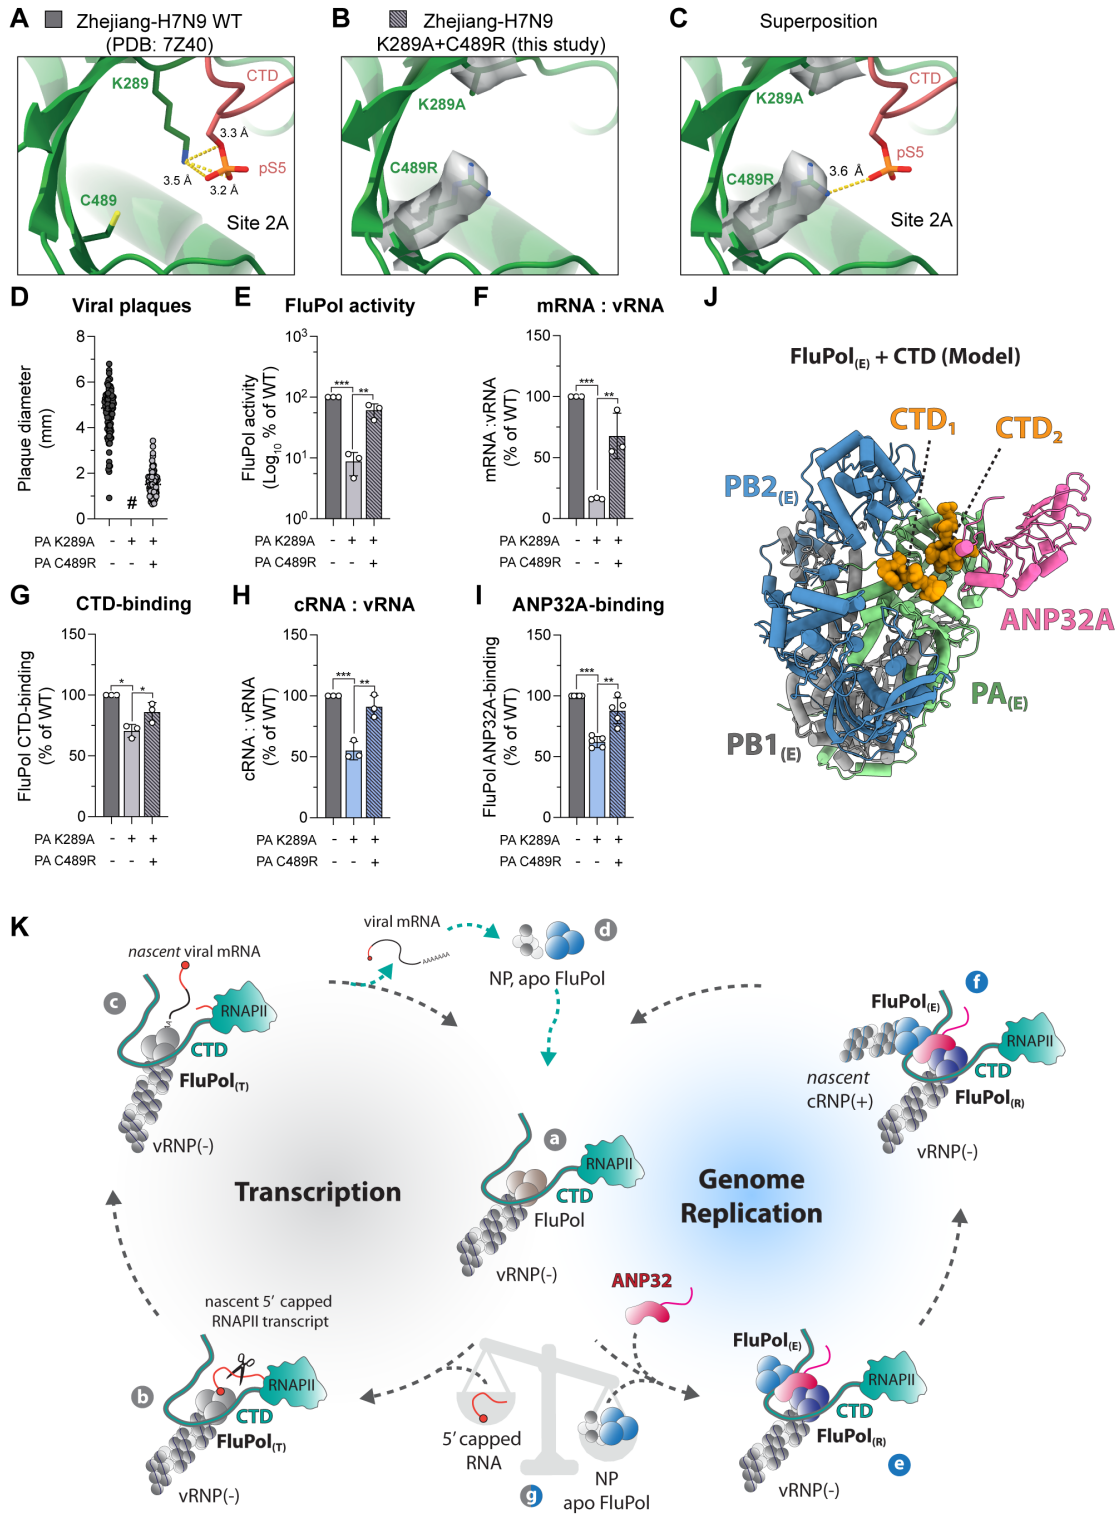 A
Zhejiang-H7N9 WT
(PDB: 7Z40)
K289
CTD
3.3 Å
3.5 Å
3.2 Å
pS5
C489
Site 2A
B
Zhejiang-H7N9
K289A+C489R (this study)
K289A
C489R
C
Superposition
K289A
CTD
C489R
3.6 Å
pS5
Site 2A
D
Viral plaques
Plaque diameter
(mm)
8
6
4
2
0
#
PA K289A - + +
PA C489R - - +
E
FluPol activity
FluPol activity
(Log10 % of WT)
10³
10²
10¹
10⁰
*** **
PA K289A - + +
PA C489R - - +
F
mRNA : vRNA
mRNA :vRNA
(% of WT)
150
100
50
0
*** **
PA K289A - + +
PA C489R - - +
G
CTD-binding
FluPol CTD-binding
(% of WT)
150
100
50
0
* *
PA K289A - + +
PA C489R - - +
H
cRNA : vRNA
cRNA : vRNA
(% of WT)
150
100
50
0
*** **
PA K289A - + +
PA C489R - - +
I
ANP32A-binding
FluPol ANP32A-binding
(% of WT)
150
100
50
0
*** **
PA K289A - + +
PA C489R - - +
J
FluPol(E) + CTD (Model)
CTD1
CTD2
PB2(E)
ANP32A
PA(E)
PB1(E)
K
viral mRNA
AAAAAAA
d
NP, apo FluPol
nascent viral mRNA
c
RNAPII
CTD
FluPol(T)
vRNP(-)
f
FluPol(E)
RNAPII
CTD
nascent
cRNP(+)
FluPol(R)
vRNP(-)
a
RNAPII
CTD
FluPol
vRNP(-)
Transcription
Genome
Replication
ANP32
nascent 5' capped
RNAPII transcript
b
RNAPII
CTD
FluPol(T)
vRNP(-)
5' capped
RNA
g
NP
apo FluPol
FluPol(E)
RNAPII
CTD
FluPol(R)
e
vRNP(-)